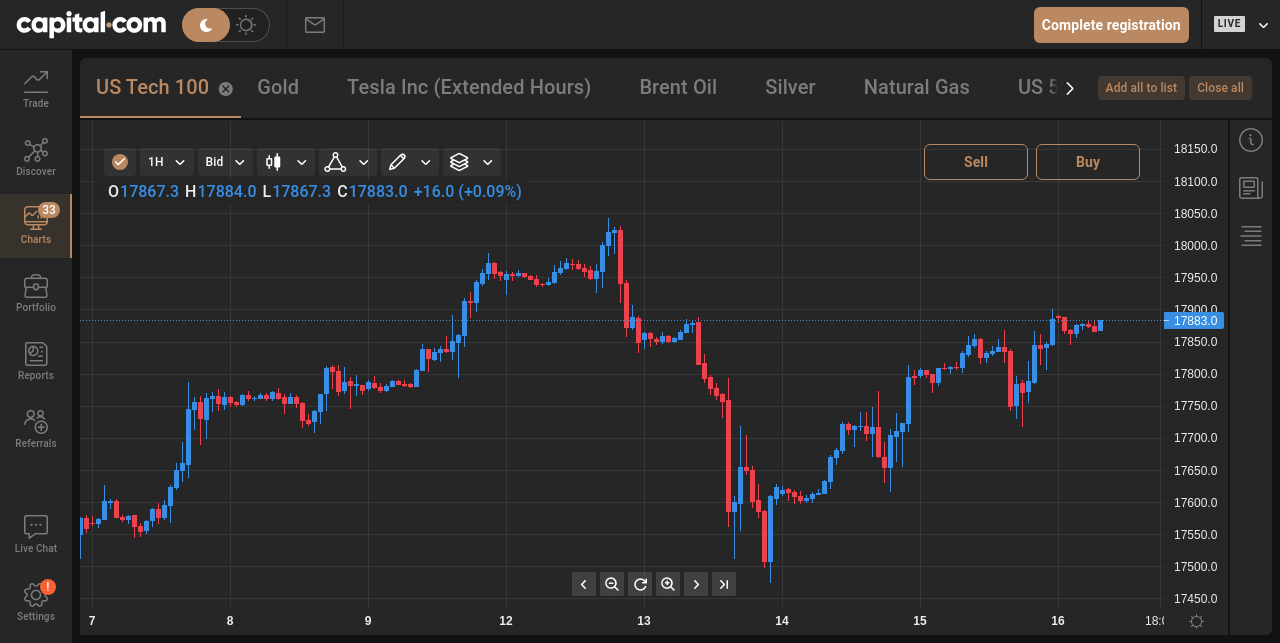 capital.com
Complete registration
LIVE
Trade
Discover
33
Charts
Portfolio
Reports
Referrals
Live Chat
!
Settings
US Tech 100
Gold
Tesla Inc (Extended Hours)
Brent Oil
Silver
Natural Gas
US 5
Add all to list
Close all
1H
Bid
Sell
Buy
O17867.3 H17884.0 L17867.3 C17883.0 +16.0 (+0.09%)
18150.0
18100.0
18050.0
18000.0
17950.0
17900.0
17883.0
17850.0
17800.0
17750.0
17700.0
17650.0
17600.0
17550.0
17500.0
17450.0
7 8 9 12 13 14 15 16 18: